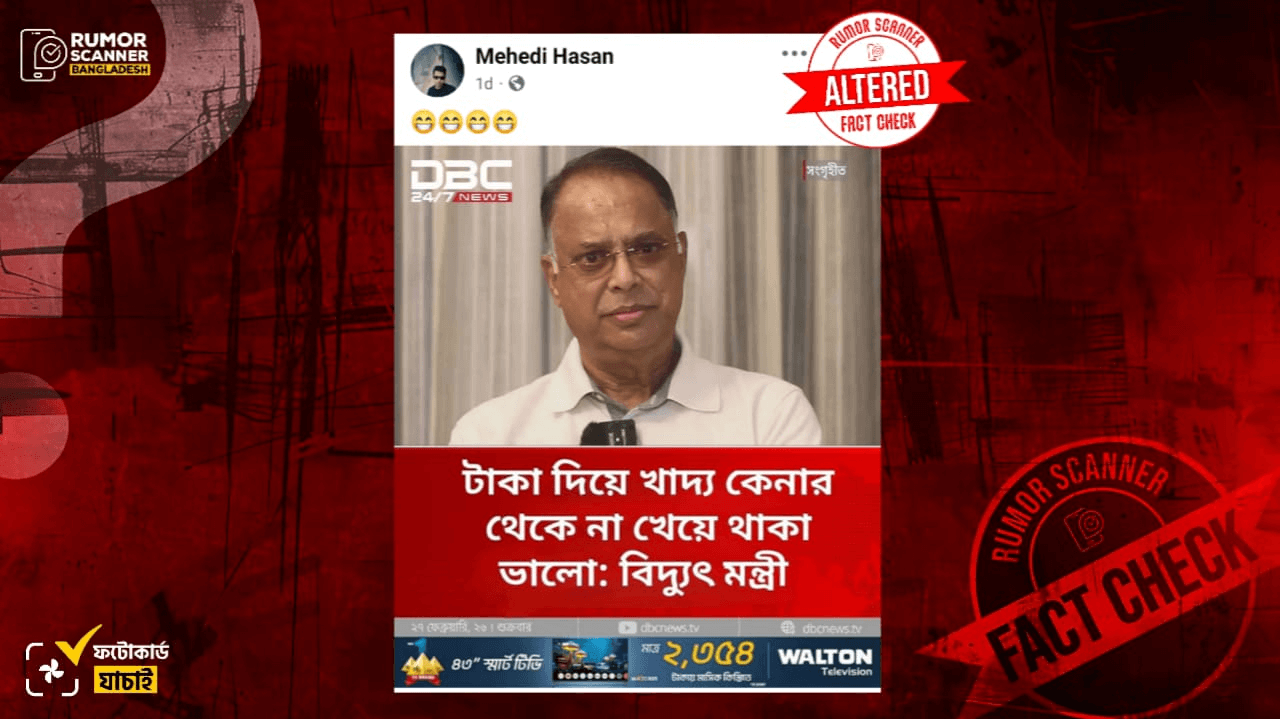 RUMOR
SCANNER
BANGLADESH
Mehedi Hasan
1d
RUMOR SCANNER
ALTERED
FACT CHECK
DBC
24/7 NEWS
সংগৃহীত
টাকা দিয়ে খাদ্য কেনার
থেকে না খেয়ে থাকা
ভালো: বিদ্যুৎ মন্ত্রী
২৭ ফেব্রুয়ারি, ২৬। শুক্রবার
dbcnews.tv
dbcnews.tv
৪৩" স্মার্ট টিভি
মাত্র
২,৩৫৪
টাকায় মাসিক কিস্তিতে
WALTON
Television
RUMOR SCANNER
FACT CHECK
ফটোকার্ড
যাচাই